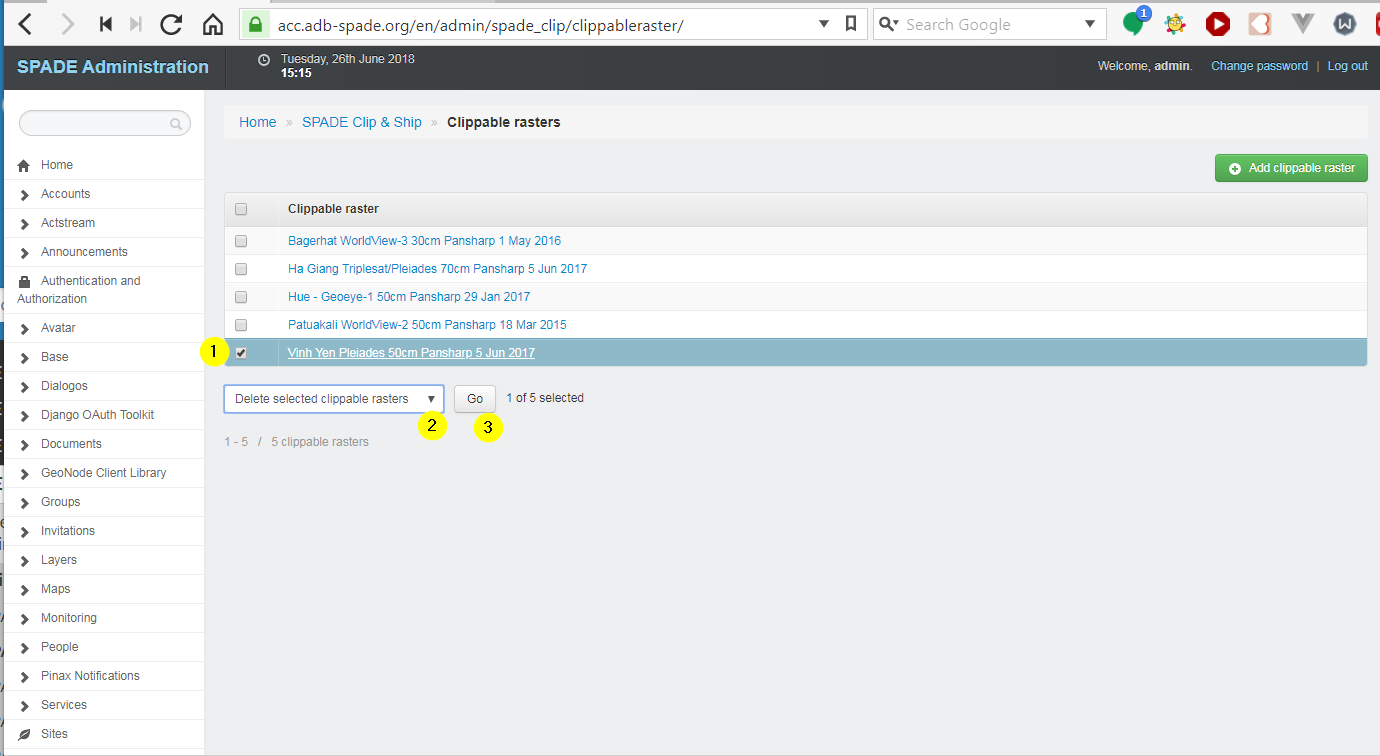 acc.adb-spade.org/en/admin/spade_clip/clippableraster/
Search Google
1
SPADE Administration
Tuesday, 26th June 2018
15:15
Welcome, admin. Change password | Log out
Home » SPADE Clip & Ship » Clippable rasters
Add clippable raster
Home
Accounts
Actstream
Announcements
Authentication and
Authorization
Avatar
Base
Dialogos
Django OAuth Toolkit
Documents
GeoNode Client Library
Groups
Invitations
Layers
Maps
Monitoring
People
Pinax Notifications
Services
Sites
Clippable raster
Bagerhat WorldView-3 30cm Pansharp 1 May 2016
Ha Giang Triplesat/Pleiades 70cm Pansharp 5 Jun 2017
Hue - Geoeye-1 50cm Pansharp 29 Jan 2017
Patuakali WorldView-2 50cm Pansharp 18 Mar 2015
1 Vinh Yen Pleiades 50cm Pansharp 5 Jun 2017
Delete selected clippable rasters Go 1 of 5 selected
2 3
1 - 5 / 5 clippable rasters